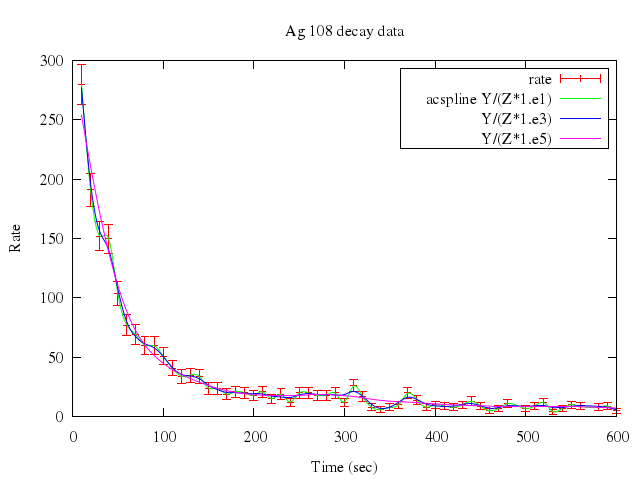 Ag 108 decay data
rate
acspline Y/(Z*1.e1)
Y/(Z*1.e3)
Y/(Z*1.e5)
Rate
300
250
200
150
100
50
0
0 100 200 300 400 500 600
Time (sec)